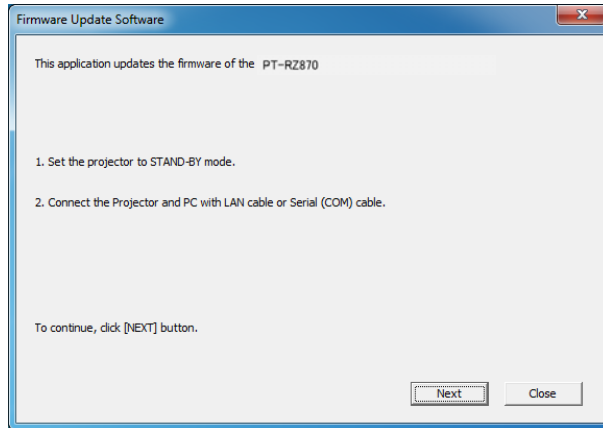 Firmware Update Software
This application updates the firmware of the PT-RZ870
1. Set the projector to STAND-BY mode.
2. Connect the Projector and PC with LAN cable or Serial (COM) cable.
To continue, click [NEXT] button.
Next Close